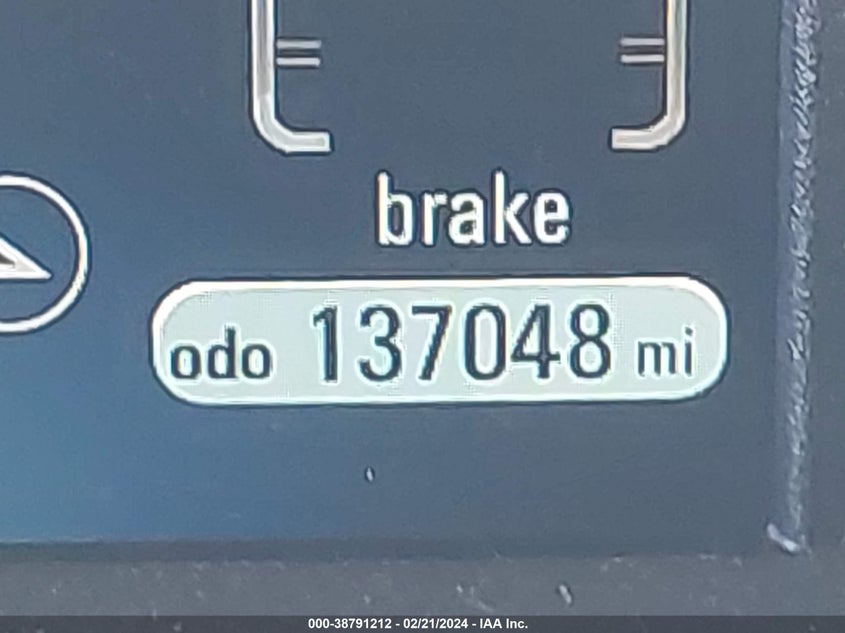 brake
odo 137048 mi
000-38791212 - 02/21/2024 - IAA Inc.